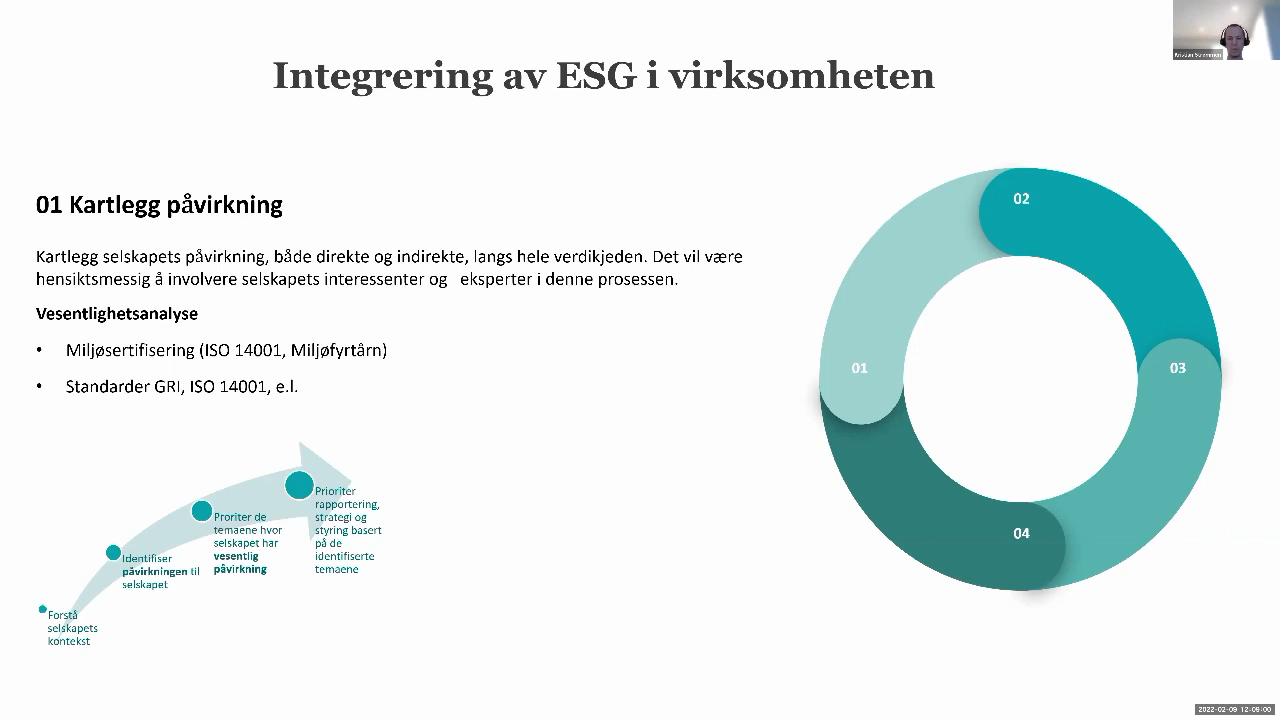 Integrering av ESG i virksomheten
Kristian Strømmen
01 Kartlegg påvirkning
Kartlegg selskapets påvirkning, både direkte og indirekte, langs hele verdikjeden. Det vil være
hensiktsmessig å involvere selskapets interessenter og eksperter i denne prosessen.
Vesentlighetsanalyse
• Miljøsertifisering (ISO 14001, Miljøfyrtårn)
• Standarder GRI, ISO 14001, e.l.
Forstå
selskapets
kontekst
Identifiser
påvirkningen til
selskapet
Proriter de
temaene hvor
selskapet har
vesentlig
påvirkning
Prioriter
rapportering,
strategi og
styring basert
på de
identifiserte
temaene
01
02
03
04
2022-02-09 12:09:00